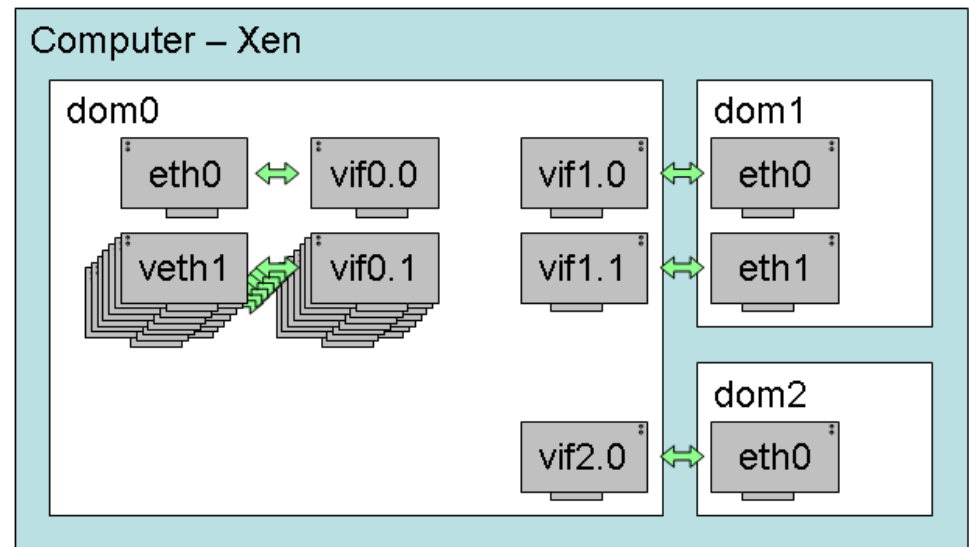 Computer – Xen
dom0
eth0
vif0.0
veth1
vif0.1
vif1.0
vif1.1
vif2.0
dom1
eth0
eth1
dom2
eth0